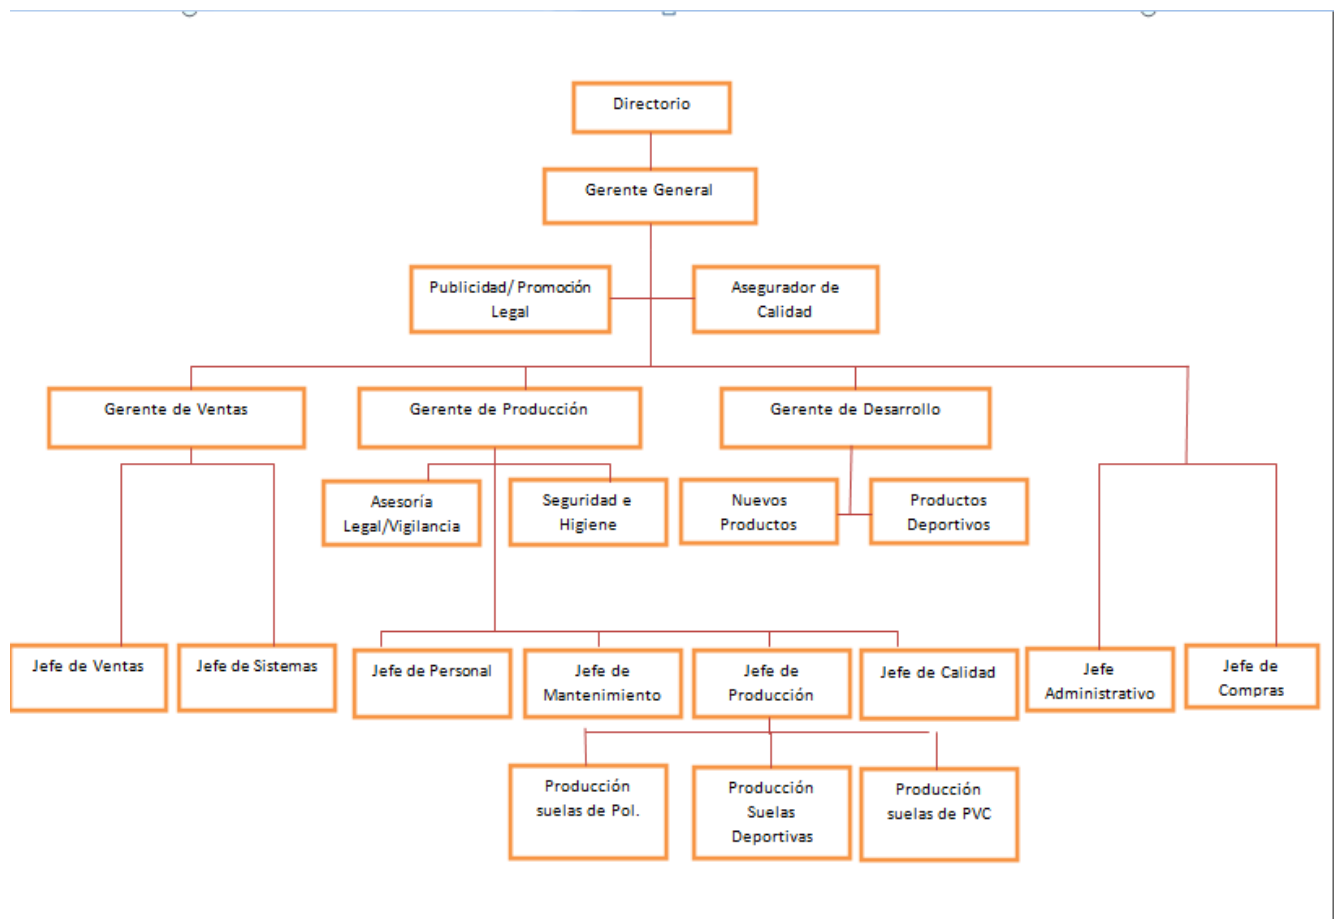 Directorio
Gerente General
Publicidad/ Promoción
Legal
Asegurador de
Calidad
Gerente de Ventas
Gerente de Producción
Gerente de Desarrollo
Asesoría
Legal/Vigilancia
Seguridad e
Higiene
Nuevos
Productos
Productos
Deportivos
Jefe de Ventas
Jefe de Sistemas
Jefe de Personal
Jefe de
Mantenimiento
Jefe de
Producción
Jefe de Calidad
Jefe
Administrativo
Jefe de
Compras
Producción
suelas de Pol.
Producción
Suelas
Deportivas
Producción
suelas de PVC